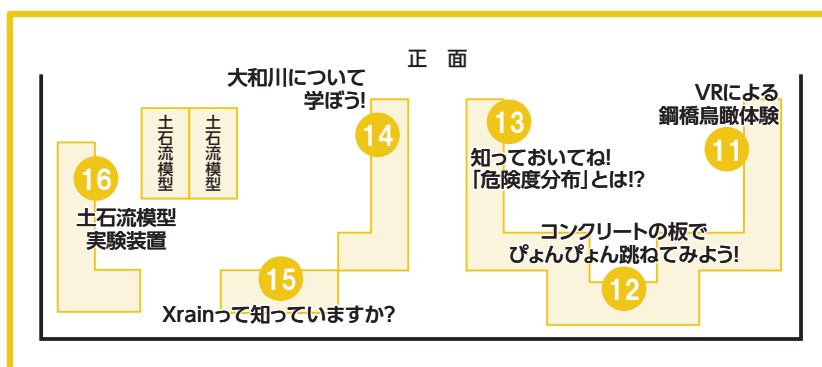 正　面
大和川について
学ぼう!
14
13
知っておいてね!
「危険度分布」とは!?
VRによる
鋼橋鳥瞰体験
11
土石流模型
土石流模型
16
土石流模型
実験装置
コンクリートの板で
ぴょんぴょん跳ねてみよう!
12
15
Xrainって知っていますか?